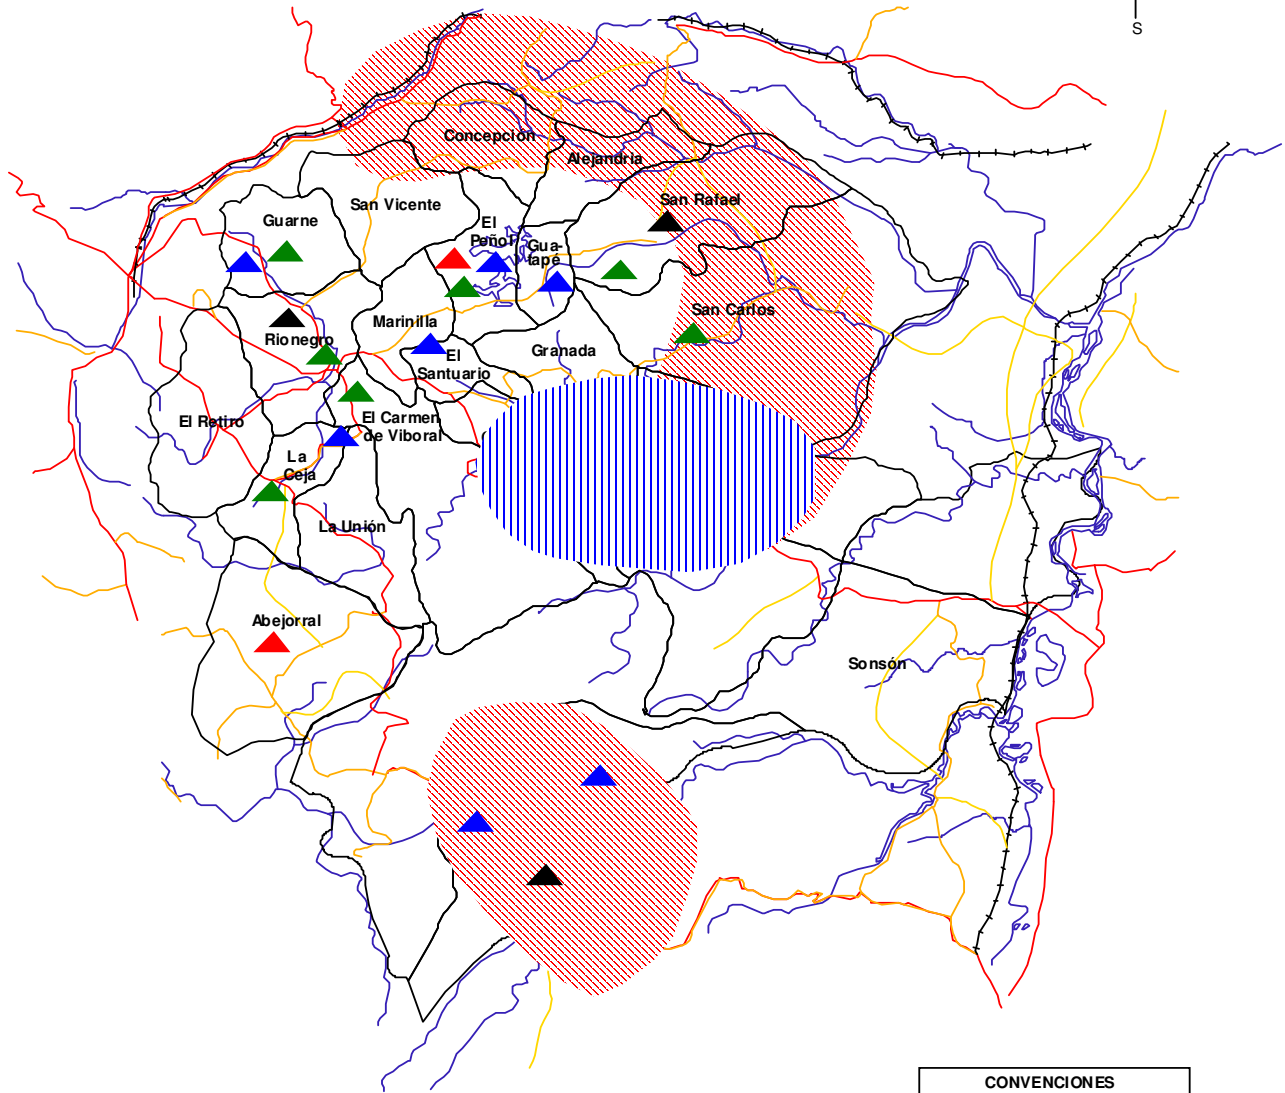 S
Concepción
Alejandría
San Rafael
San Vicente
Guarne
El
Peñol
Gua-
tapé
San Carlos
Marinilla
Rionegro
Granada
El
Santuario
El Retiro
El Carmen
de Viboral
La
Ceja
La Unión
Abejorral
Sonsón
CONVENCIONES